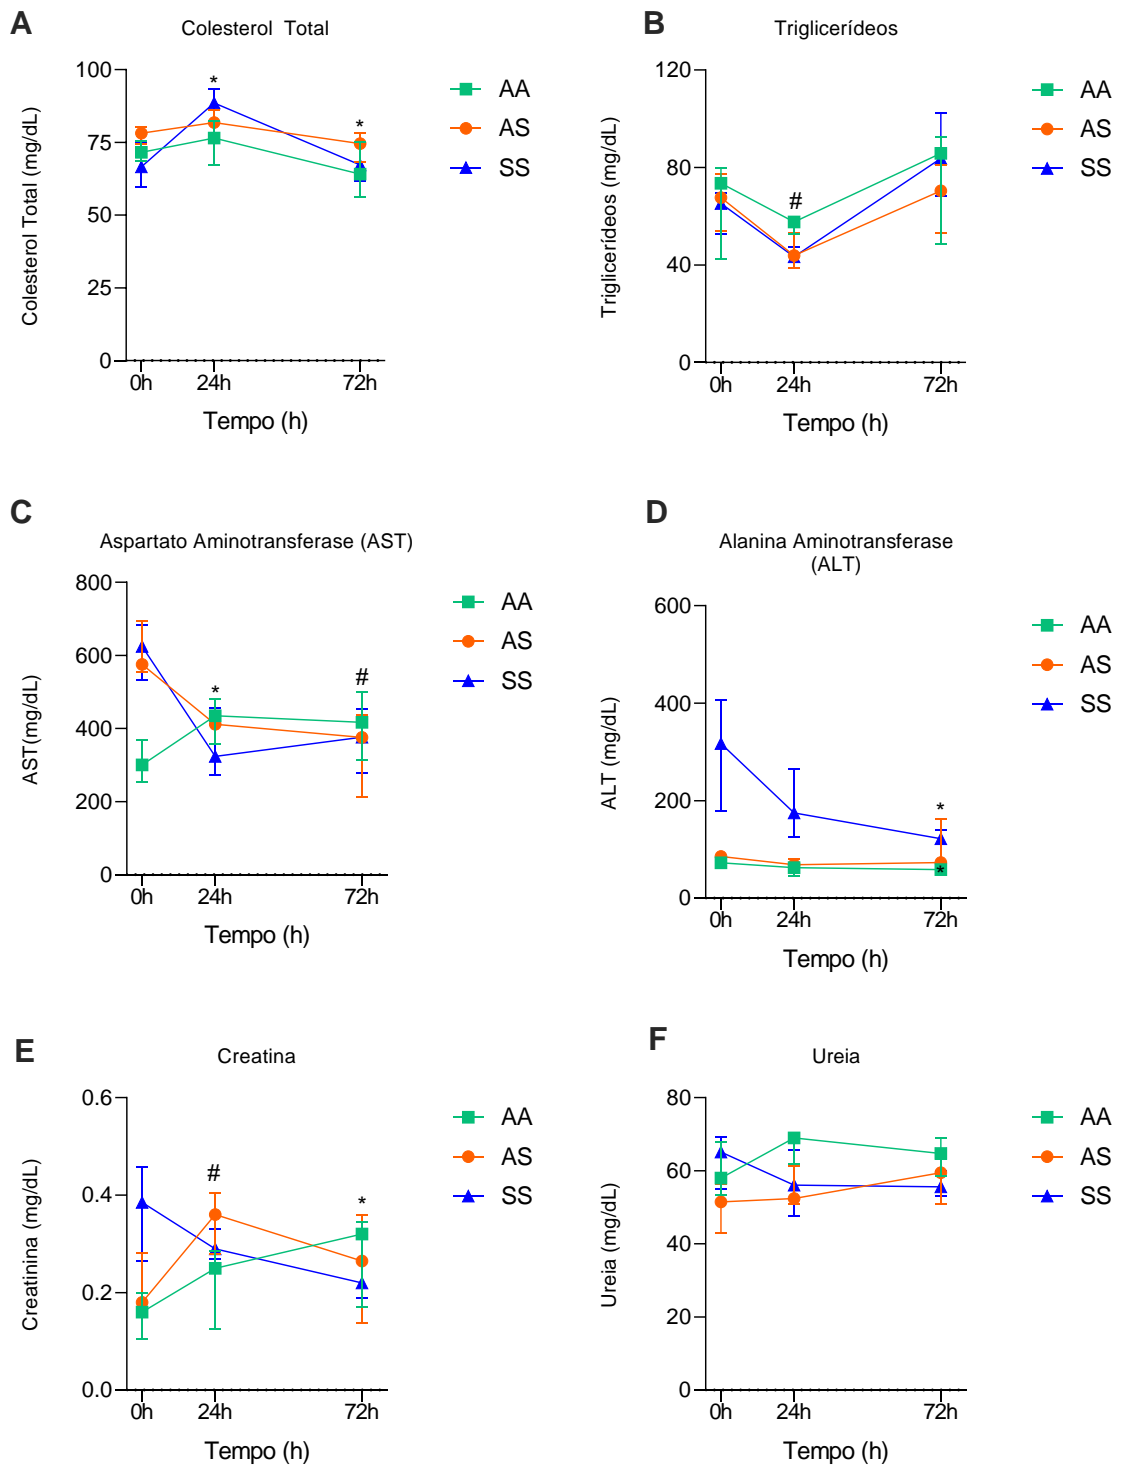 A
Colesterol Total
Colesterol Total (mg/dL)
100
75
50
25
0
*
*
0h 24h 72h
Tempo (h)
AA
AS
SS
B
Triglicerídeos
Triglicerídeos (mg/dL)
120
80
40
0
#
0h 24h 72h
Tempo (h)
AA
AS
SS
C
Aspartato Aminotransferase (AST)
AST(mg/dL)
800
600
400
200
0
*
#
0h 24h 72h
Tempo (h)
AA
AS
SS
D
Alanina Aminotransferase
(ALT)
ALT (mg/dL)
600
400
200
0
*
*
0h 24h 72h
Tempo (h)
AA
AS
SS
E
Creatina
Creatinina (mg/dL)
0.6
0.4
0.2
0.0
#
*
0h 24h 72h
Tempo (h)
AA
AS
SS
F
Ureia
Ureia (mg/dL)
80
60
40
20
0
0h 24h 72h
Tempo (h)
AA
AS
SS